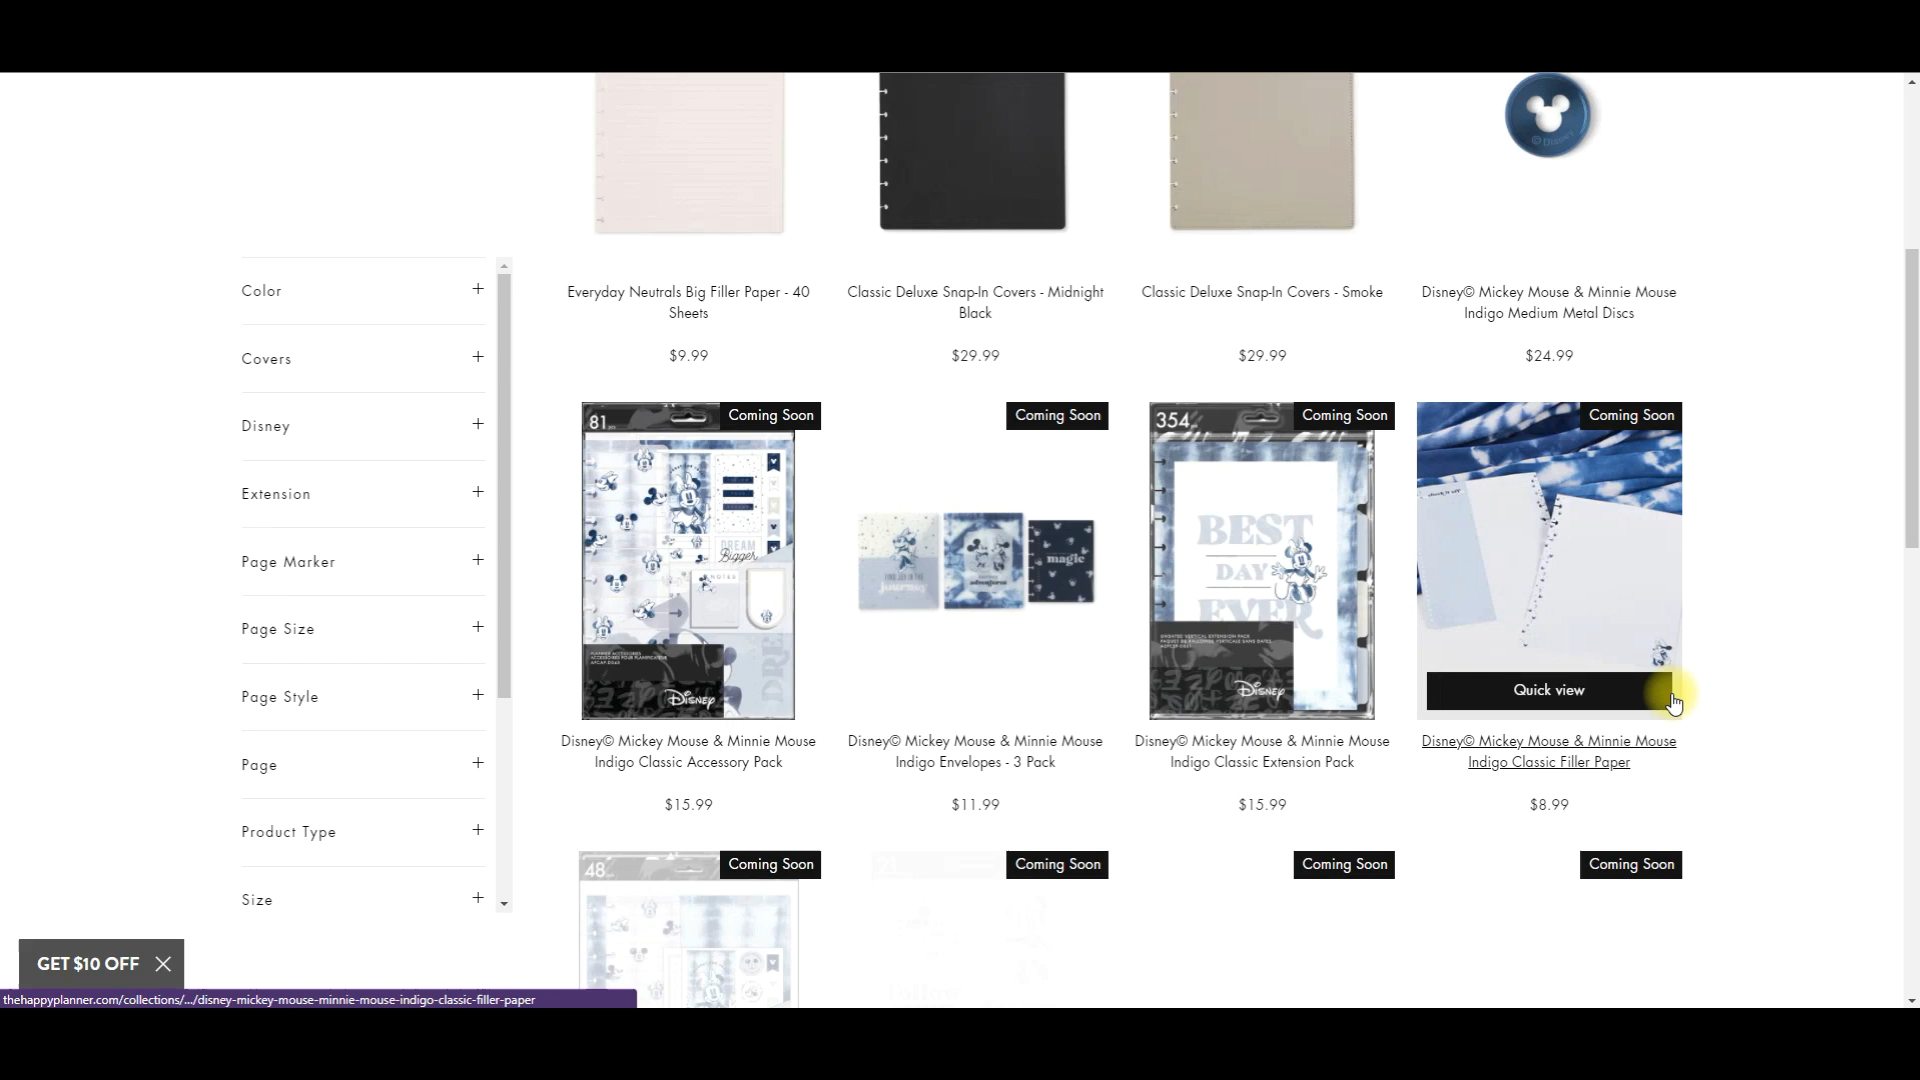 © Disney
Color
Covers
Disney
Extension
Page Marker
Page Size
Page Style
Page
Product Type
Size
Everyday Neutrals Big Filler Paper - 40
Sheets
$9.99
Classic Deluxe Snap-In Covers - Midnight
Black
$29.99
Classic Deluxe Snap-In Covers - Smoke
$29.99
Disney© Mickey Mouse & Minnie Mouse
Indigo Medium Metal Discs
$24.99
81
Coming Soon
DREAM
Bigger
NOTES
Disney
Disney© Mickey Mouse & Minnie Mouse
Indigo Classic Accessory Pack
$15.99
Coming Soon
journey
magic
Disney© Mickey Mouse & Minnie Mouse
Indigo Envelopes - 3 Pack
$11.99
354
Coming Soon
BEST
DAY
EVER
Disney
Disney© Mickey Mouse & Minnie Mouse
Indigo Classic Extension Pack
$15.99
Coming Soon
check it off
Quick view
Disney© Mickey Mouse & Minnie Mouse
Indigo Classic Filler Paper
$8.99
48
Coming Soon
Coming Soon
Coming Soon
Coming Soon
GET $10 OFF
thehappyplanner.com/collections/.../disney-mickey-mouse-minnie-mouse-indigo-classic-filler-paper